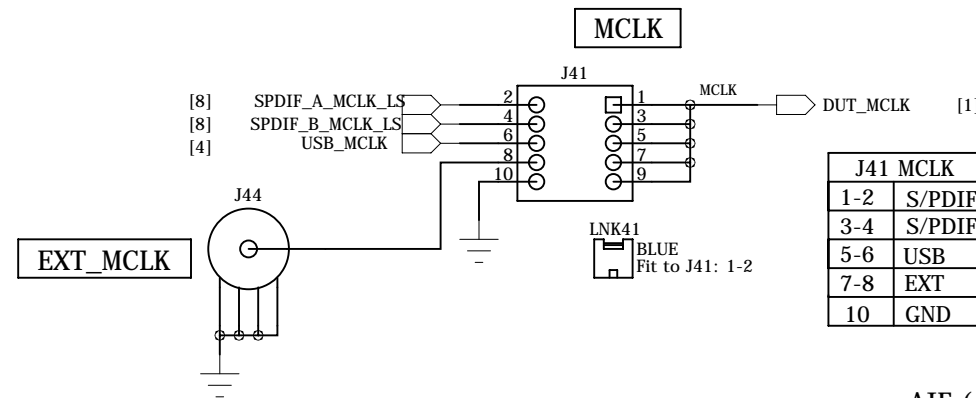 MCLK
J41
[8] SPDIF_A_MCLK_LS 2 1 MCLK DUT_MCLK
[8] SPDIF_B_MCLK_LS 4 3
[4] USB_MCLK 6 5
8 7
10 9
J44
EXT_MCLK
LNK41
BLUE
Fit to J41: 1-2
J41 MCLK
1-2 S/PDIF
3-4 S/PDIF
5-6 USB
7-8 EXT
10 GND